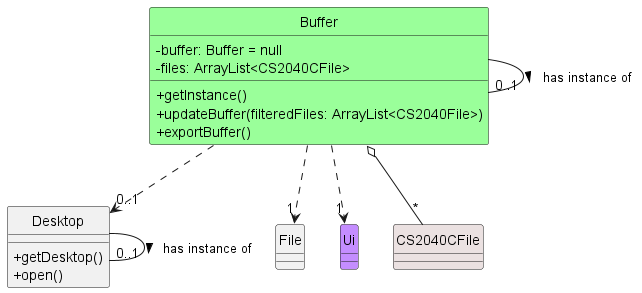 Buffer
-buffer: Buffer = null
-files: ArrayList<CS2040CFile>
+getInstance()
+updateBuffer(filteredFiles: ArrayList<CS2040File>)
+exportBuffer()
0..1
has instance of
0..1
1
1
*
Desktop
+getDesktop()
+open()
0..1
has instance of
File
Ui
CS2040CFile